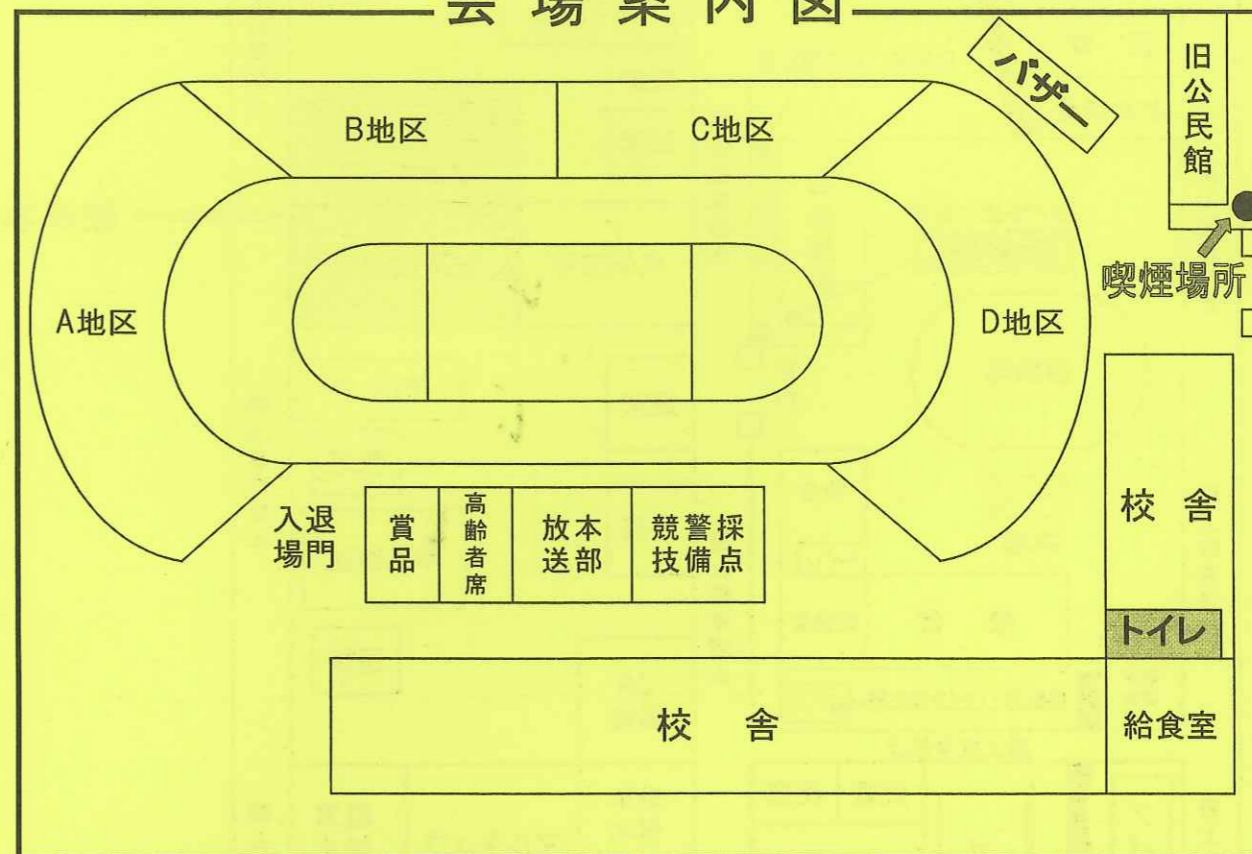 会場案内図
バザー
旧公民館
B地区
C地区
喫煙場所
A地区
D地区
入退
場門
賞品
高齢者席
放本
送部
競警採
技備点
校舎
トイレ
校舎
給食室